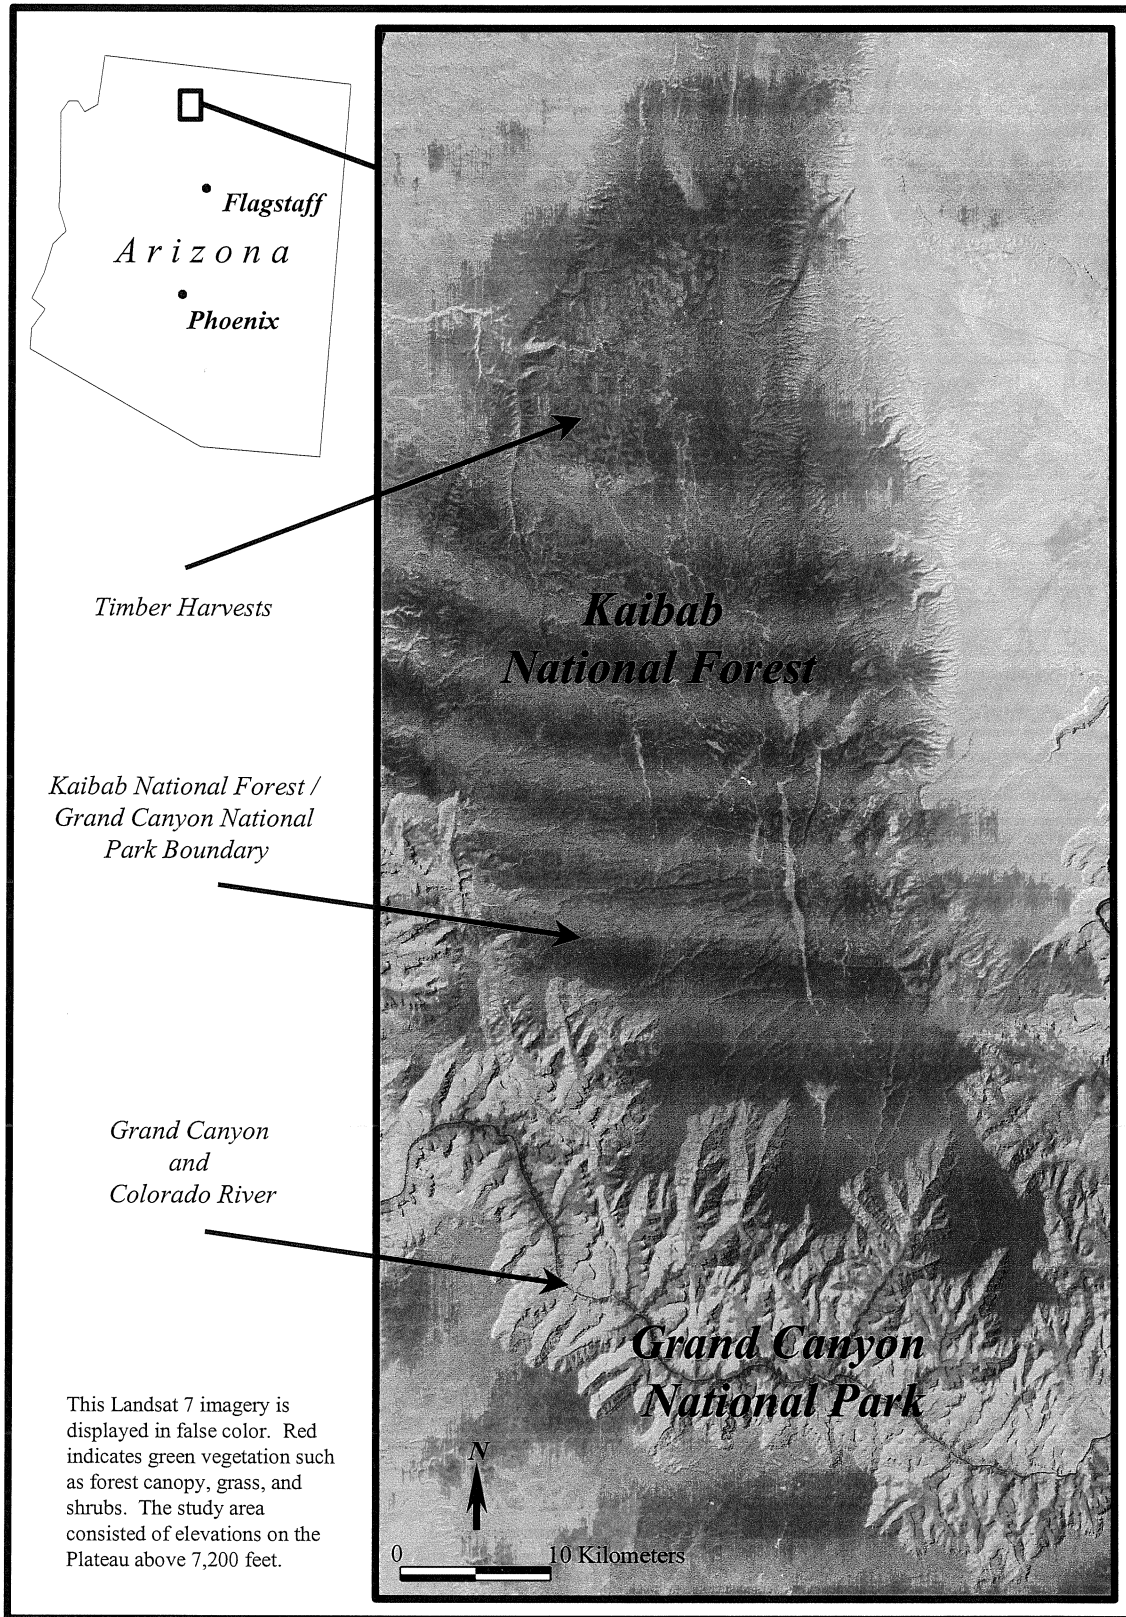 Flagstaff
Arizona
Phoenix
Timber Harvests
Kaibab
National Forest
Kaibab National Forest /
Grand Canyon National
Park Boundary
Grand Canyon
and
Colorado River
Grand Canyon
National Park
This Landsat 7 imagery is
displayed in false color. Red
indicates green vegetation such
as forest canopy, grass, and
shrubs. The study area
consisted of elevations on the
Plateau above 7,200 feet.
N
0 10 Kilometers